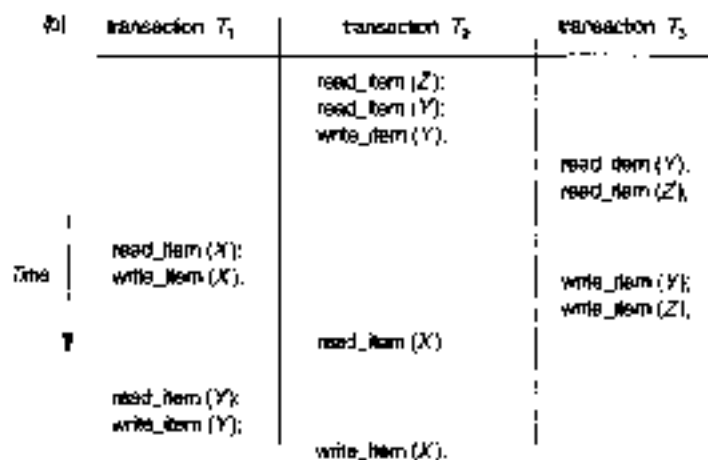 (b) transaction T1 transaction T2 transaction T3
read_item (Z);
read_item (Y);
write_item (Y);
read_item (Y);
read_item (Z);
read_item (X);
Time write_item (X); write_item (Y);
write_item (Z);
read_item (X)
read_item (Y);
write_item (Y);
write_item (X);